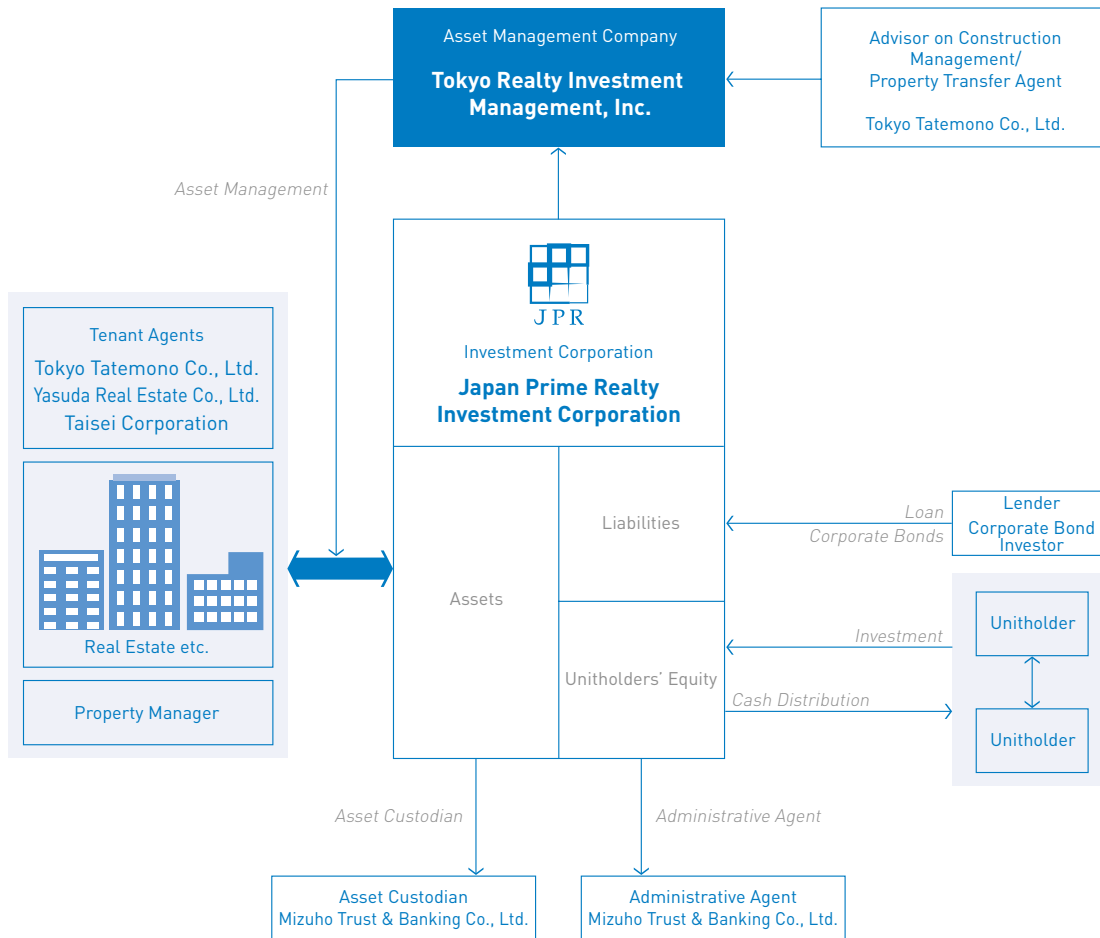 Asset Management Company
Tokyo Realty Investment
Management, Inc.
Advisor on Construction
Management/
Property Transfer Agent
Tokyo Tatemono Co., Ltd.
Asset Management
JPR
Investment Corporation
Japan Prime Realty
Investment Corporation
Tenant Agents
Tokyo Tatemono Co., Ltd.
Yasuda Real Estate Co., Ltd.
Taisei Corporation
Real Estate etc.
Property Manager
Assets
Liabilities
Unitholders’ Equity
Loan
Corporate Bonds
Lender
Corporate Bond
Investor
Investment
Cash Distribution
Unitholder
Unitholder
Asset Custodian
Administrative Agent
Asset Custodian
Mizuho Trust & Banking Co., Ltd.
Administrative Agent
Mizuho Trust & Banking Co., Ltd.